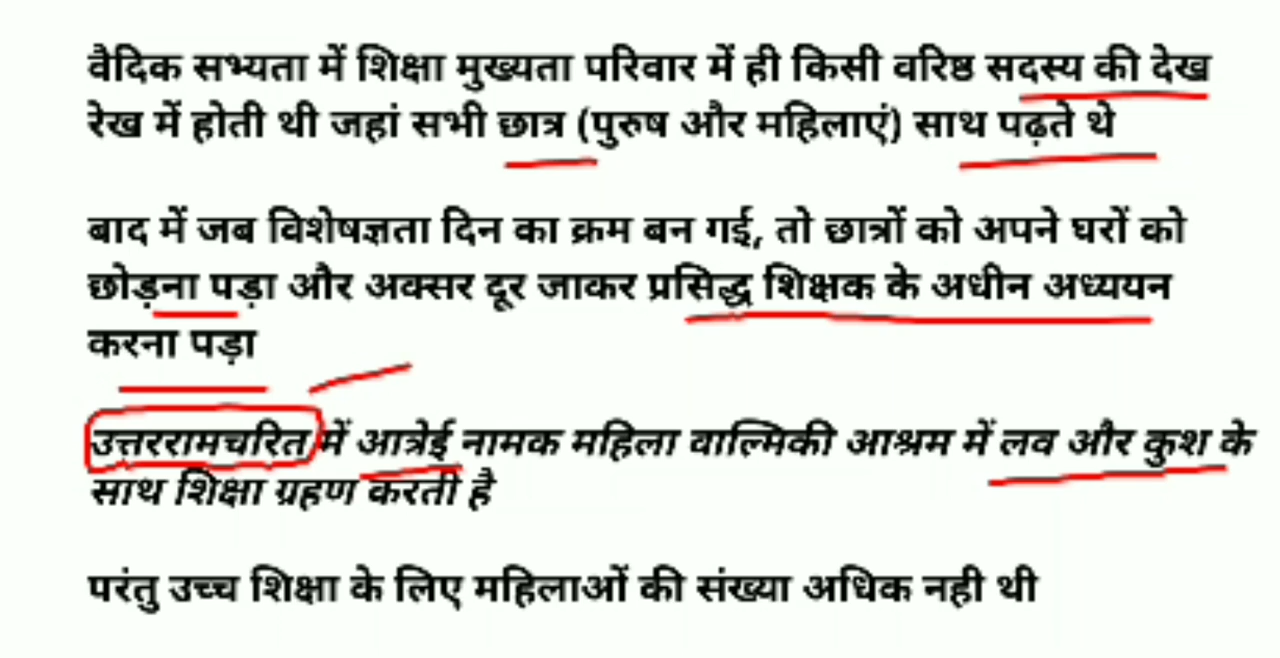 वैदिक सभ्यता में शिक्षा मुख्यता परिवार में ही किसी वरिष्ठ सदस्य की देख
रेख में होती थी जहां सभी छात्र (पुरुष और महिलाएं) साथ पढ़ते थे
बाद में जब विशेषज्ञता दिन का क्रम बन गई, तो छात्रों को अपने घरों को
छोड़ना पड़ा और अक्सर दूर जाकर प्रसिद्ध शिक्षक के अधीन अध्ययन
करना पड़ा
उत्तररामचरित में आत्रेई नामक महिला वाल्मिकी आश्रम में लव और कुश के
साथ शिक्षा ग्रहण करती है
परंतु उच्च शिक्षा के लिए महिलाओं की संख्या अधिक नही थी